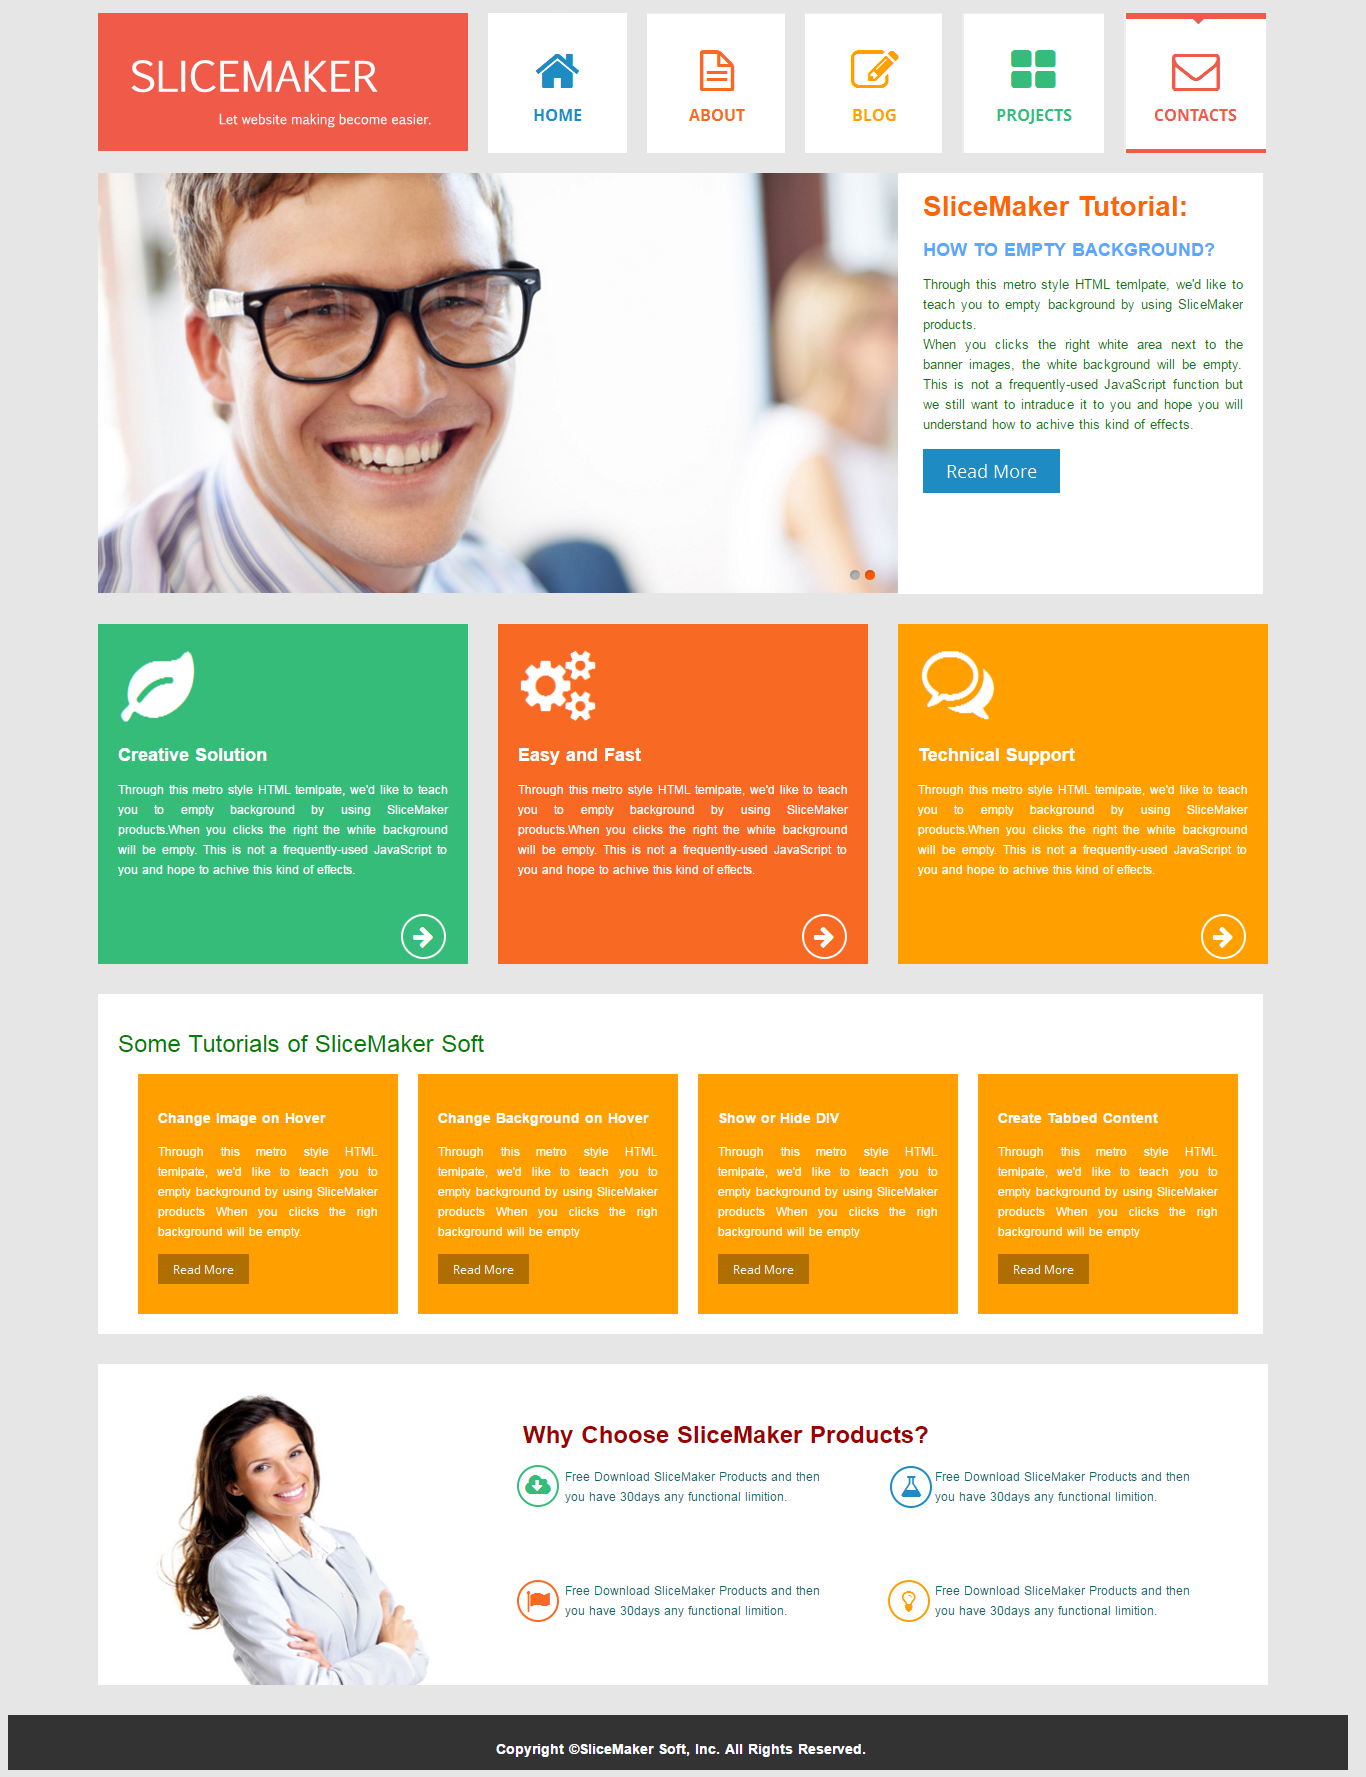 SLICEMAKER
Let website making become easier.
HOME
ABOUT
BLOG
PROJECTS
CONTACTS
SliceMaker Tutorial:
HOW TO EMPTY BACKGROUND?
Through this metro style HTML temlpate, we'd like to
teach you to empty background by using SliceMaker
products.
When you clicks the right white area next to the
banner images, the white background will be empty.
This is not a frequently-used JavaScript function but
we still want to intraduce it to you and hope you will
understand how to achive this kind of effects.
Read More
Creative Solution
Through this metro style HTML temlpate, we'd like to teach
you to empty background by using SliceMaker
products.When you clicks the right the white background
will be empty. This is not a frequently-used JavaScript to
you and hope to achive this kind of effects.
Easy and Fast
Through this metro style HTML temlpate, we'd like to teach
you to empty background by using SliceMaker
products.When you clicks the right the white background
will be empty. This is not a frequently-used JavaScript to
you and hope to achive this kind of effects.
Technical Support
Through this metro style HTML temlpate, we'd like to teach
you to empty background by using SliceMaker
products.When you clicks the right the white background
will be empty. This is not a frequently-used JavaScript to
you and hope to achive this kind of effects.
Some Tutorials of SliceMaker Soft
Change Image on Hover
Through this metro style HTML
temlpate, we'd like to teach you to
empty background by using SliceMaker
products When you clicks the righ
background will be empty.
Read More
Change Background on Hover
Through this metro style HTML
temlpate, we'd like to teach you to
empty background by using SliceMaker
products When you clicks the righ
background will be empty
Read More
Show or Hide DIV
Through this metro style HTML
temlpate, we'd like to teach you to
empty background by using SliceMaker
products When you clicks the righ
background will be empty
Read More
Create Tabbed Content
Through this metro style HTML
temlpate, we'd like to teach you to
empty background by using SliceMaker
products When you clicks the righ
background will be empty
Read More
Why Choose SliceMaker Products?
Free Download SliceMaker Products and then
you have 30days any functional limition.
Free Download SliceMaker Products and then
you have 30days any functional limition.
Free Download SliceMaker Products and then
you have 30days any functional limition.
Free Download SliceMaker Products and then
you have 30days any functional limition.
Copyright ©SliceMaker Soft, Inc. All Rights Reserved.